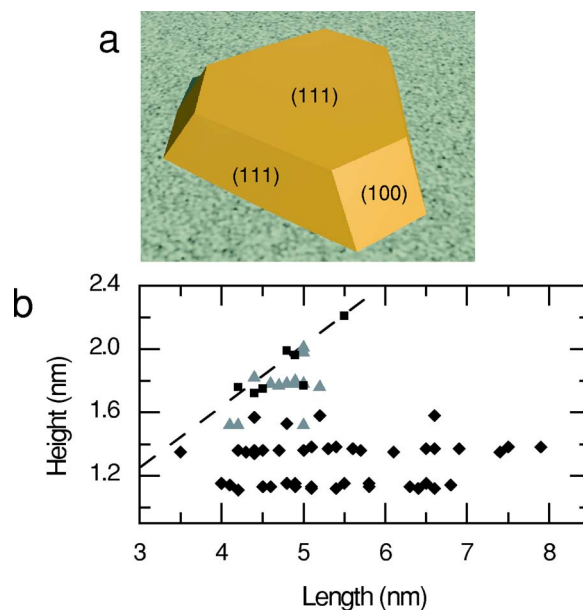 a
(111)
(111)
(100)
b
2.4
2.0
1.6
1.2
Height (nm)
3 4 5 6 7 8
Length (nm)